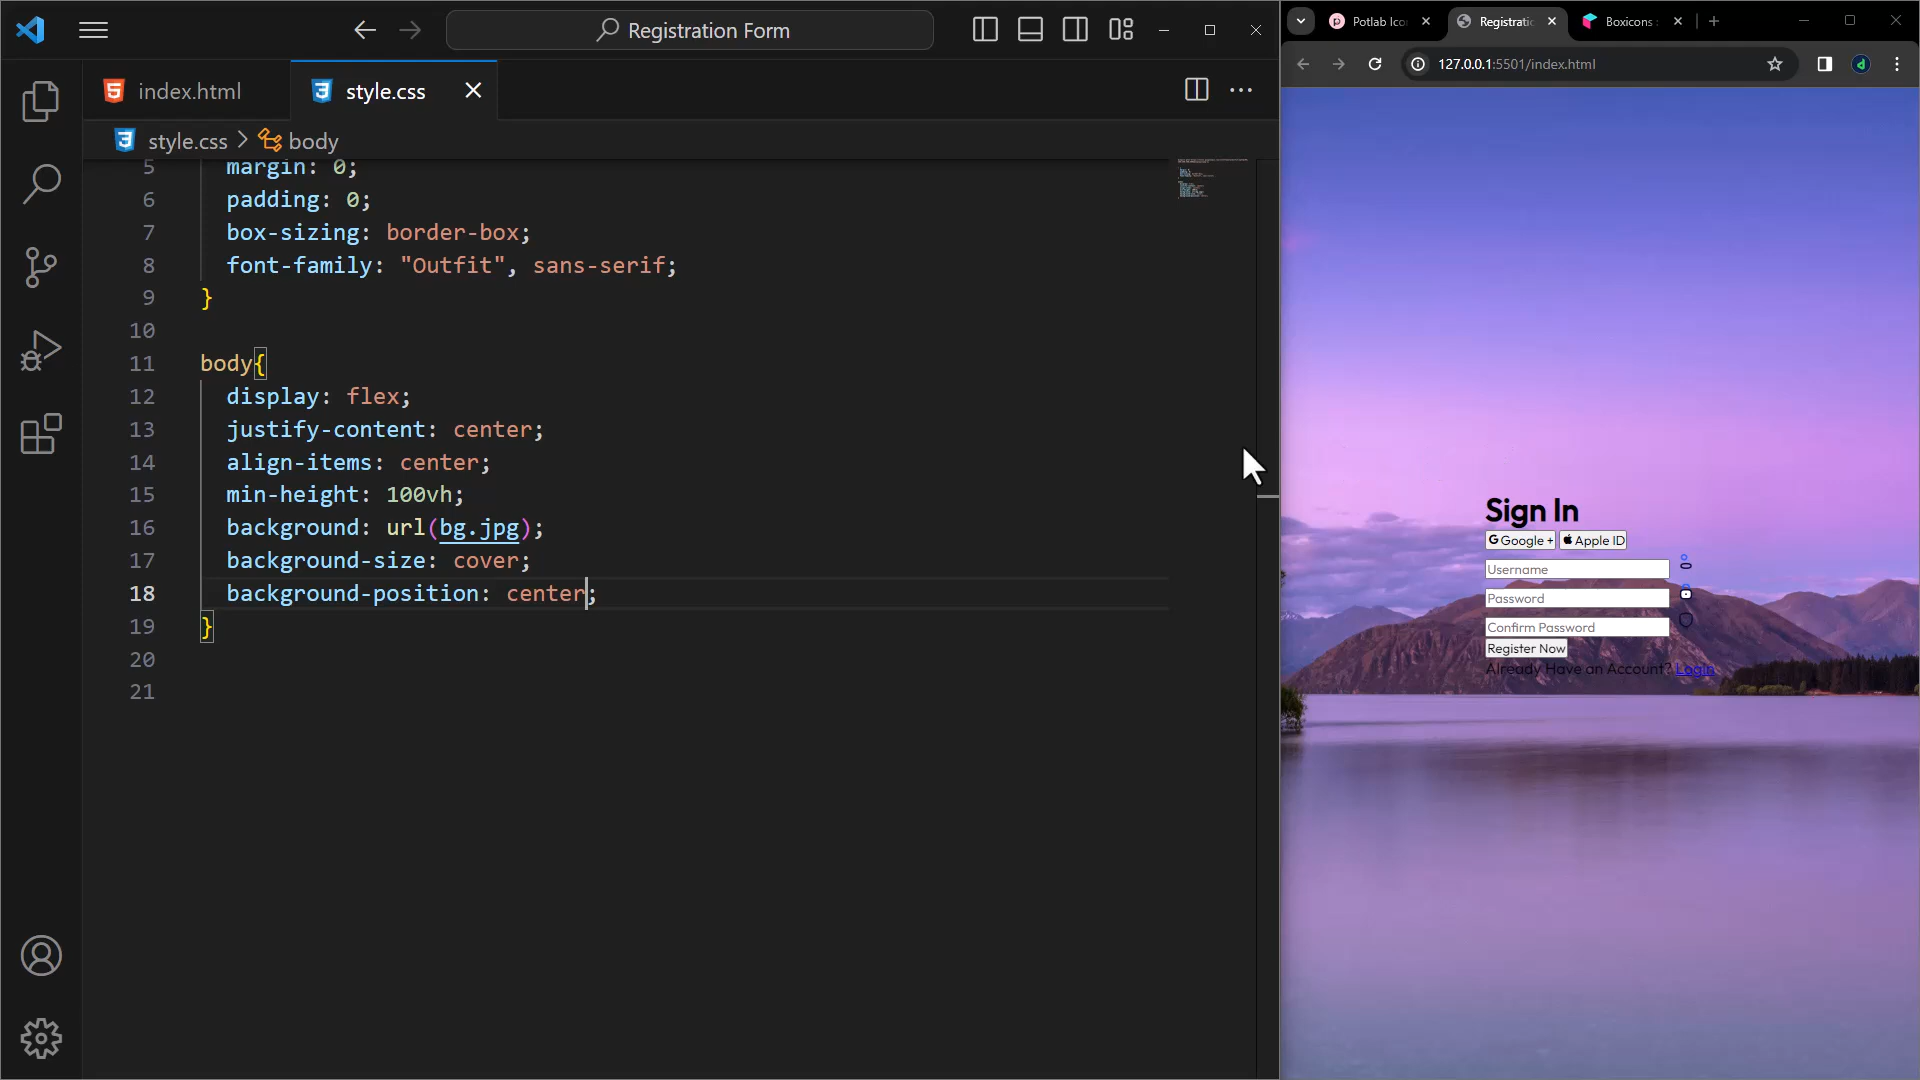 Registration Form
index.html
style.css
style.css > body
5 margin: 0;
6 padding: 0;
7 box-sizing: border-box;
8 font-family: "Outfit", sans-serif;
9 }
10
11 body{
12 display: flex;
13 justify-content: center;
14 align-items: center;
15 min-height: 100vh;
16 background: url(bg.jpg);
17 background-size: cover;
18 background-position: center;
19 }
20
21
Potlab Ico
Registratio
Boxicons :
127.0.0.1:5501/index.html
Sign In
Google +
Apple ID
Username
Password
Confirm Password
Register Now
Already Have an Account? Login